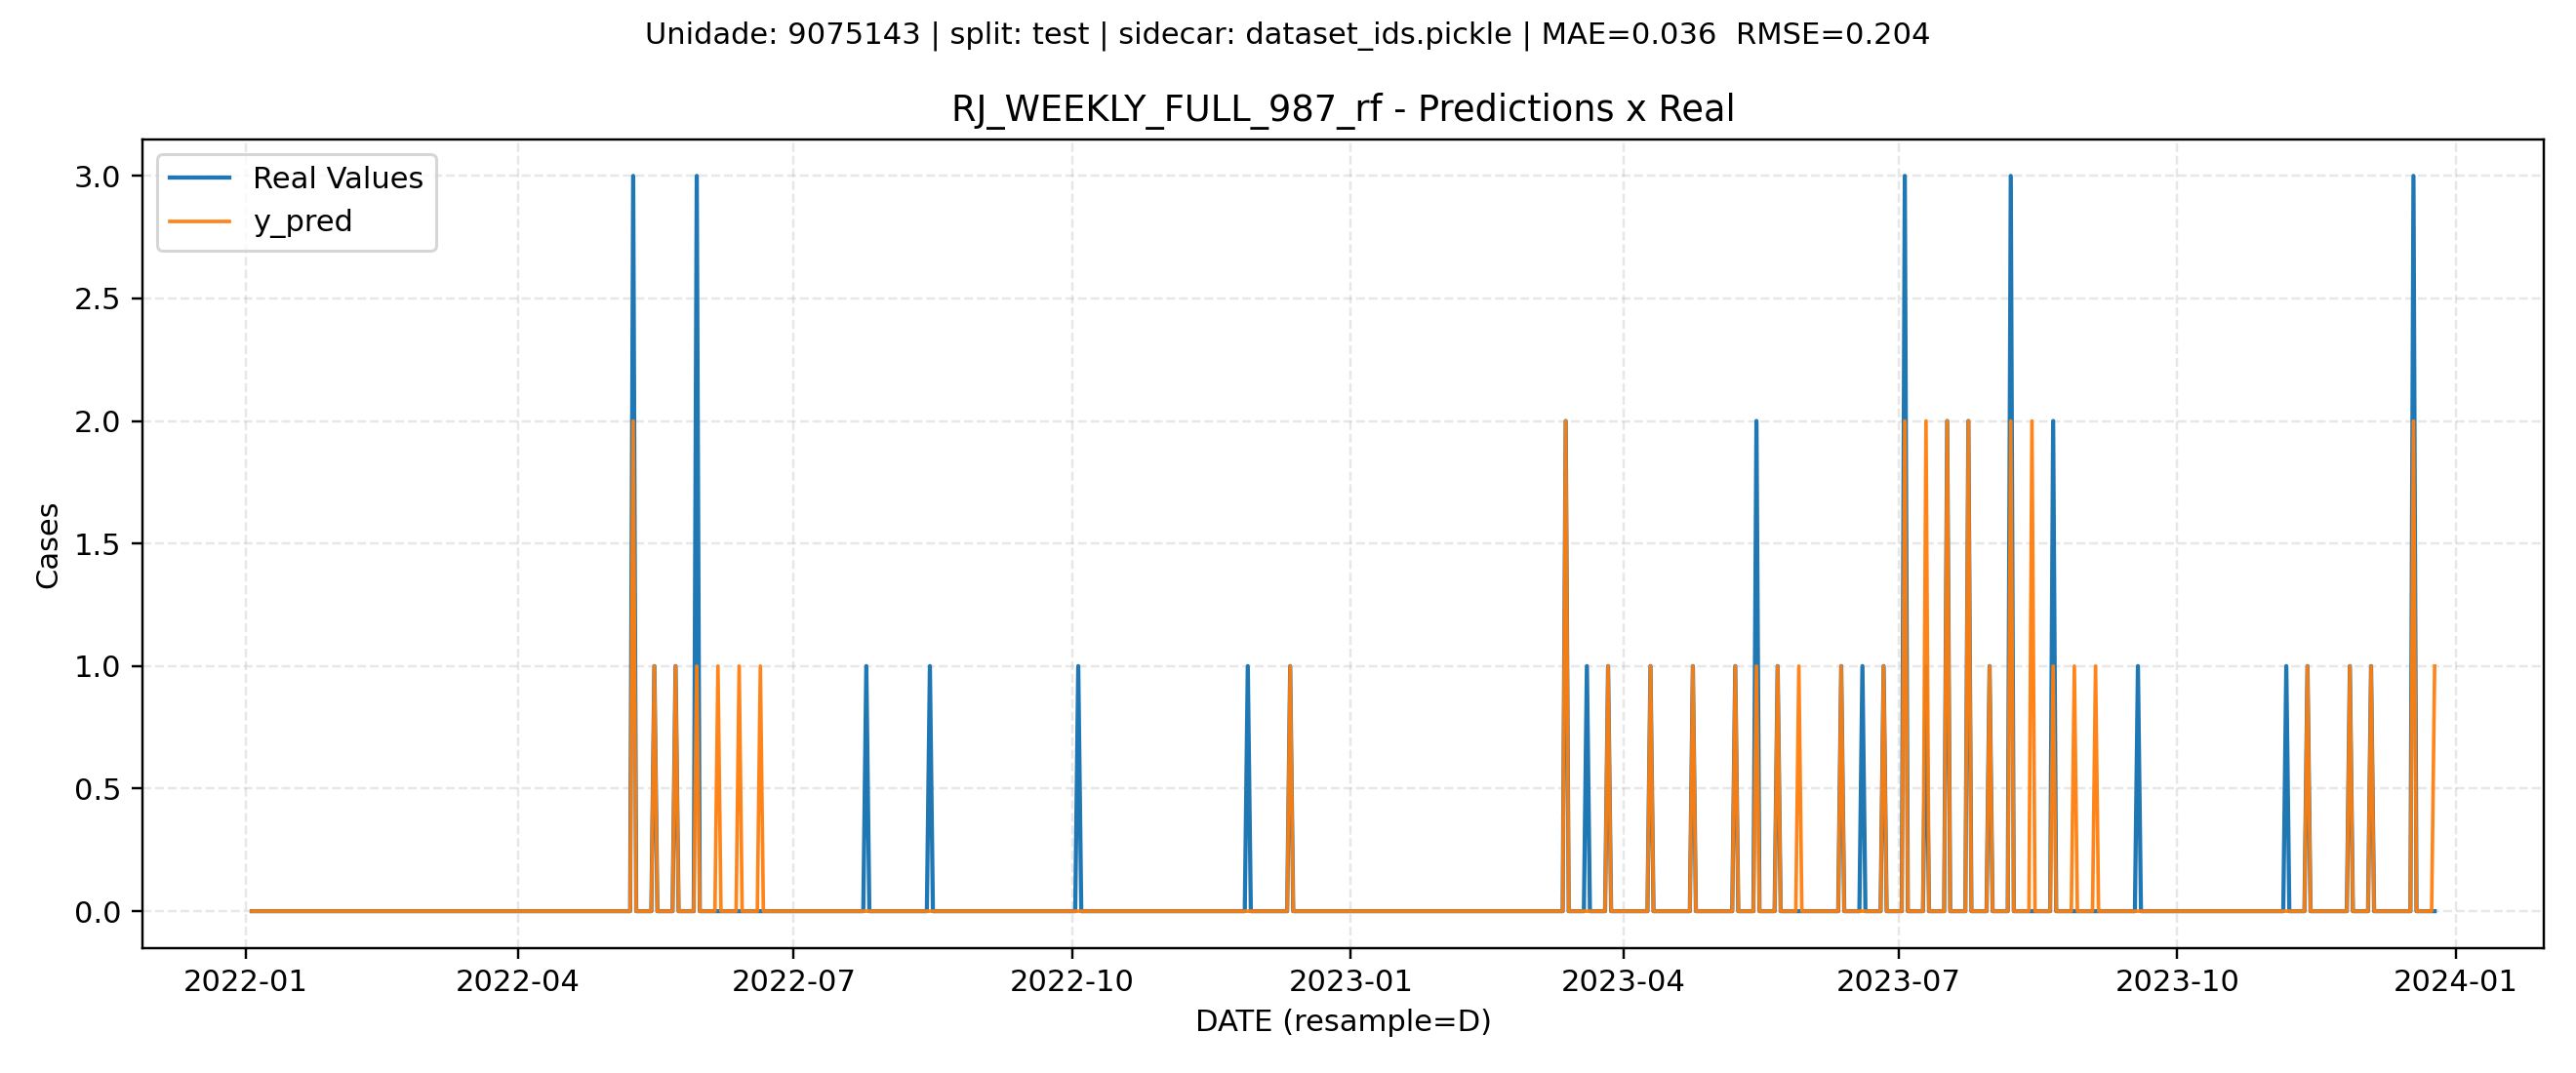 Unidade: 9075143 | split: test | sidecar: dataset_ids.pickle | MAE=0.036  RMSE=0.204
RJ_WEEKLY_FULL_987_rf - Predictions x Real
Real Values
y_pred
3.0
2.5
2.0
1.5
1.0
0.5
0.0
Cases
2022-01
2022-04
2022-07
2022-10
2023-01
2023-04
2023-07
2023-10
2024-01
DATE (resample=D)